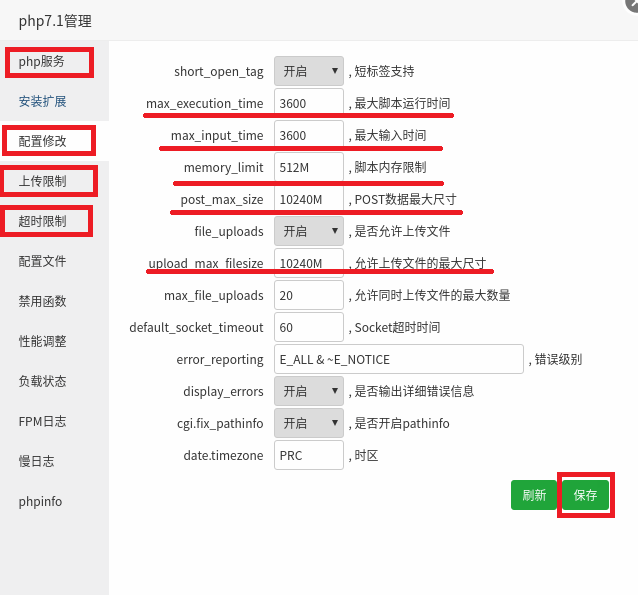 php7.1管理
php服务
安装扩展
配置修改
上传限制
超时限制
配置文件
禁用函数
性能调整
负载状态
FPM日志
慢日志
phpinfo
short_open_tag 开启 , 短标签支持
max_execution_time 3600 , 最大脚本运行时间
max_input_time 3600 , 最大输入时间
memory_limit 512M , 脚本内存限制
post_max_size 10240M , POST数据最大尺寸
file_uploads 开启 , 是否允许上传文件
upload_max_filesize 10240M , 允许上传文件的最大尺寸
max_file_uploads 20 , 允许同时上传文件的最大数量
default_socket_timeout 60 , Socket超时时间
error_reporting E_ALL & ~E_NOTICE , 错误级别
display_errors 开启 , 是否输出详细错误信息
cgi.fix_pathinfo 开启 , 是否开启pathinfo
date.timezone PRC , 时区
刷新 保存